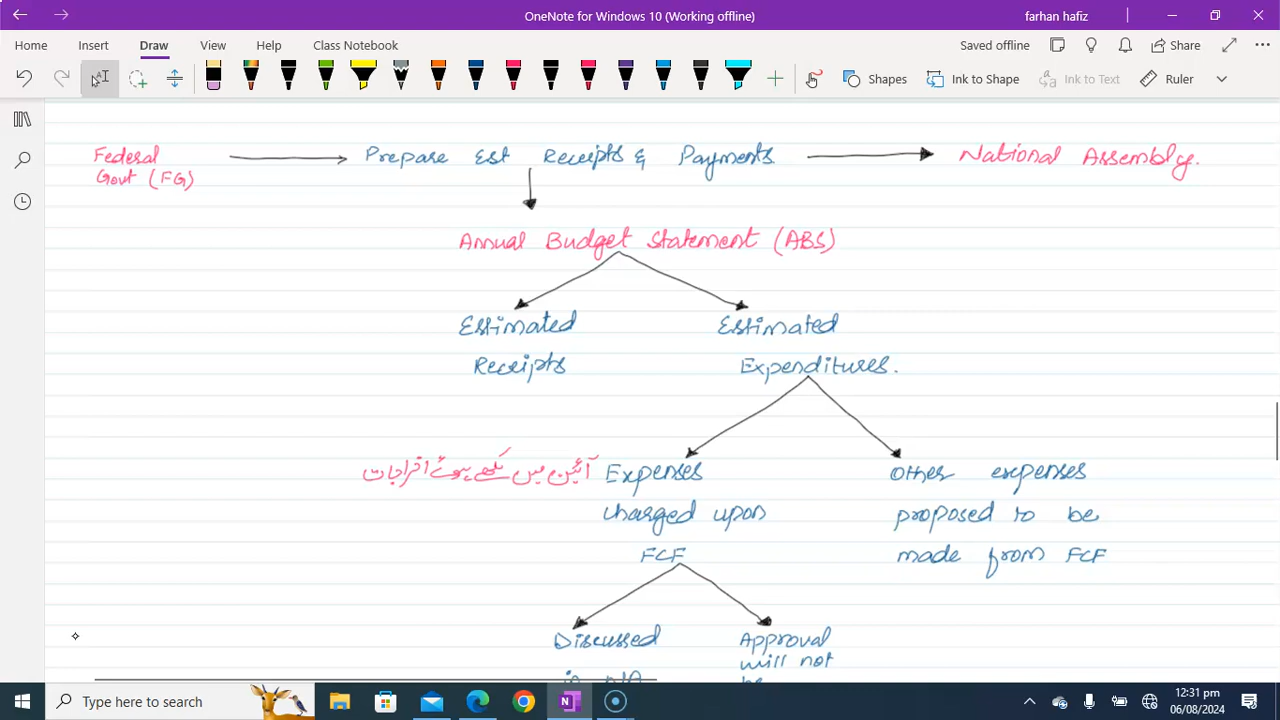 OneNote for Windows 10 (Working offline)
farhan hafiz
Home
Insert
Draw
View
Help
Class Notebook
Saved offline
Share
Shapes
Ink to Shape
Ink to Text
Ruler
Federal
Govt (FG)
Prepare Est Receipts & Payments
National Assembly.
Annual Budget Statement (ABS)
Estimated
Receipts
Estimated
Expenditures.
آئین میں لکھے ہوئے اخراجات
Expenses
charged upon
FCF
Other expenses
proposed to be
made from FCF
Discussed
in N/A
Approval
will not
be
Type here to search
12:31 pm
06/08/2024